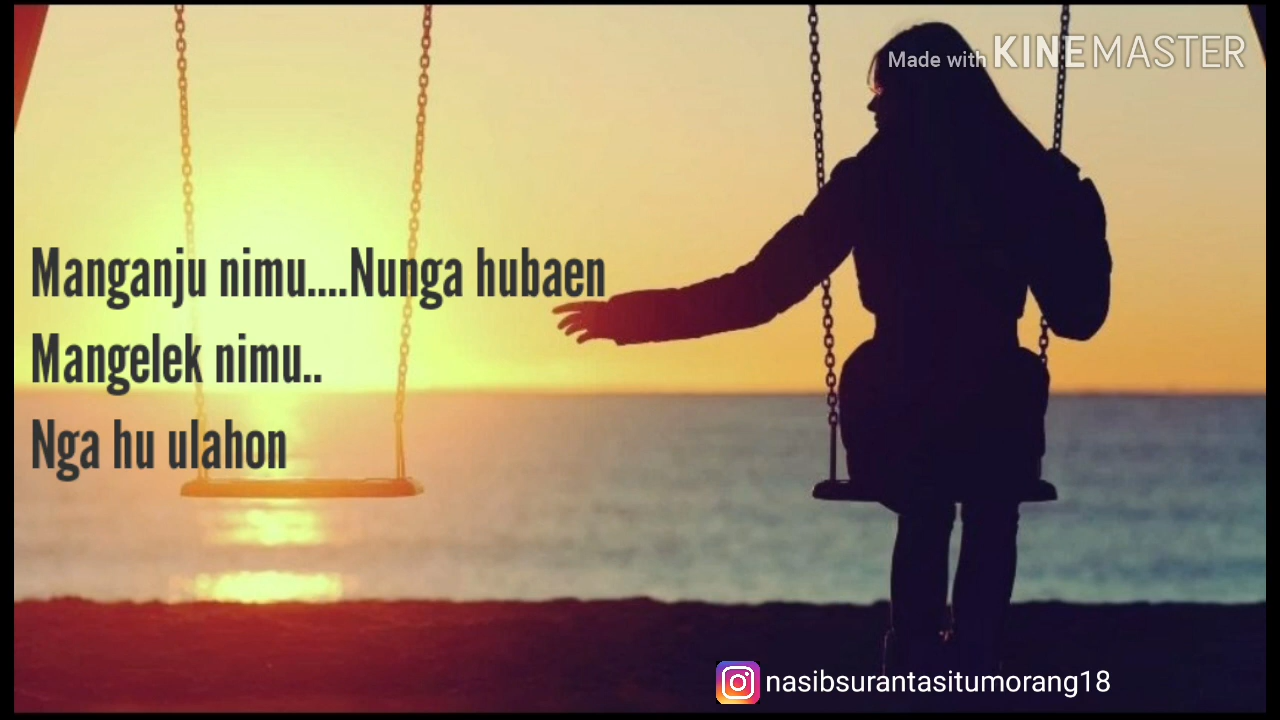 Made with KINEMASTER
Manganju nimu....Nunga hubaen
Mangelek nimu..
Nga hu ulahon
nasibsurantasitumorang18